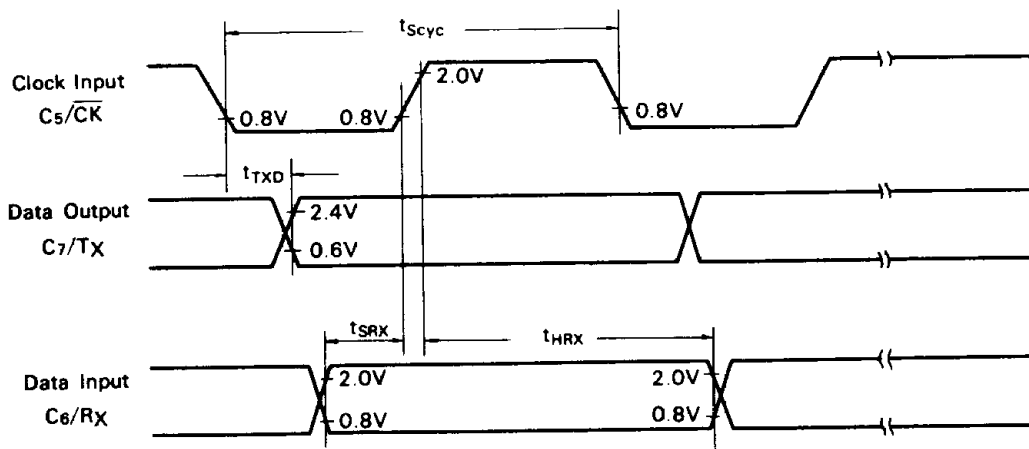 tScyc
Clock Input
C5/C̅K̅
2.0V
0.8V
0.8V
0.8V
tTXD
Data Output
C7/TX
2.4V
0.6V
tSRX
tHRX
Data Input
C6/RX
2.0V
2.0V
0.8V
0.8V